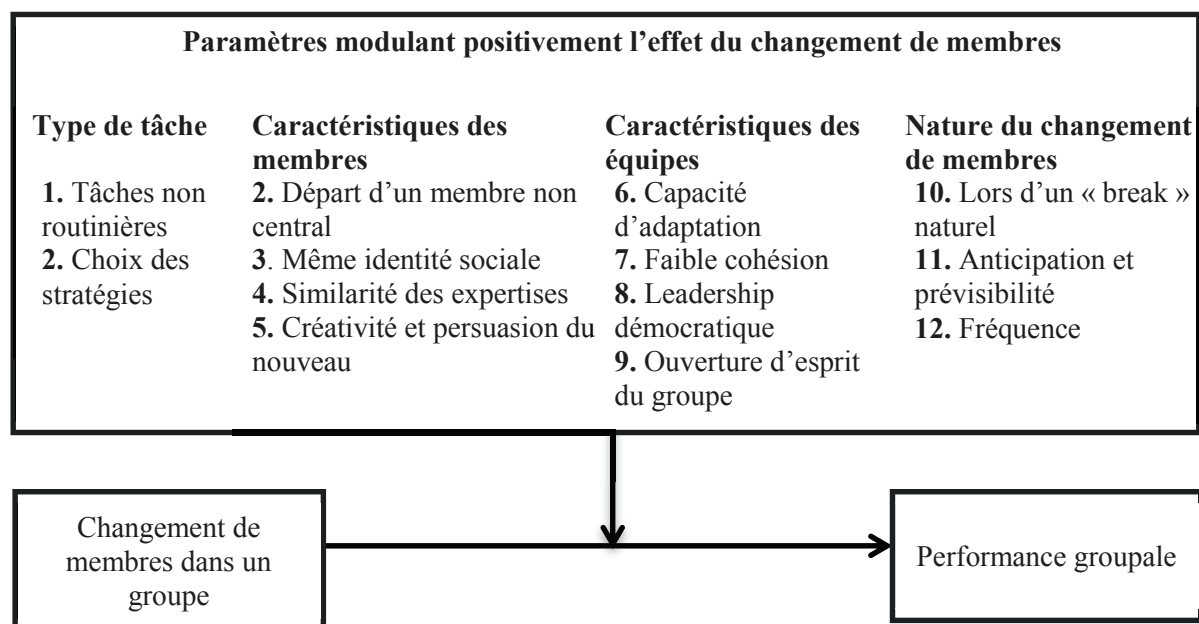 Paramètres modulant positivement l’effet du changement de membres
Type de tâche
1. Tâches non
routinières
2. Choix des
stratégies
Caractéristiques des
membres
2. Départ d’un membre non
central
3. Même identité sociale
4. Similarité des expertises
5. Créativité et persuasion du
nouveau
Caractéristiques des
équipes
6. Capacité
d’adaptation
7. Faible cohésion
8. Leadership
démocratique
9. Ouverture d’esprit
du groupe
Nature du changement
de membres
10. Lors d’un « break »
naturel
11. Anticipation et
prévisibilité
12. Fréquence
Changement de
membres dans un
groupe
Performance groupale